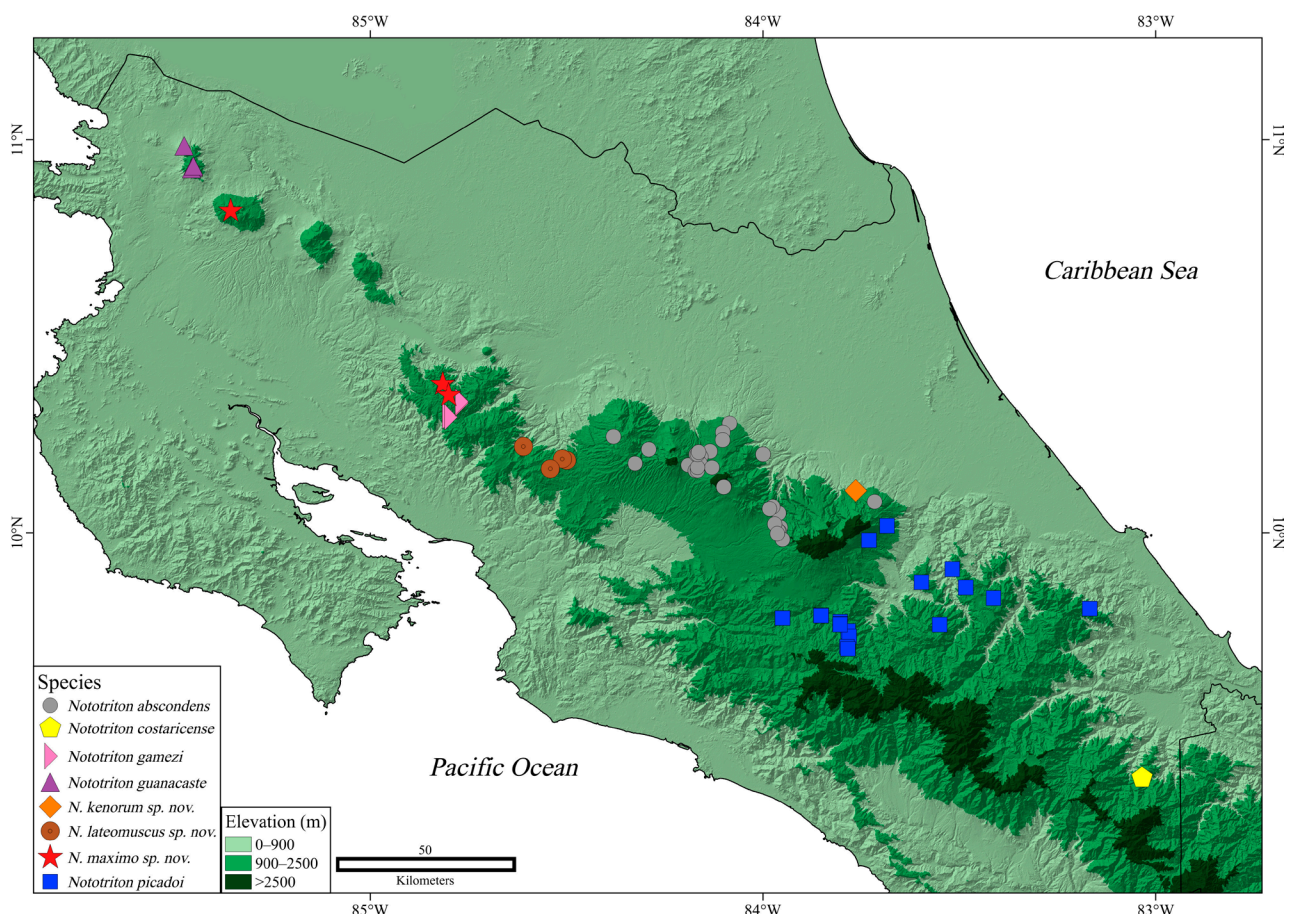 85°W
84°W
83°W
11°N
11°N
Caribbean Sea
10°N
10°N
Pacific Ocean
Species
Nototriton abscondens
Nototriton costaricense
Nototriton gamezi
Nototriton guanacaste
N. kenorum sp. nov.
N. lateomuscus sp. nov.
N. maximo sp. nov.
Nototriton picadoi
Elevation (m)
0–900
900–2500
>2500
50
Kilometers
85°W
84°W
83°W